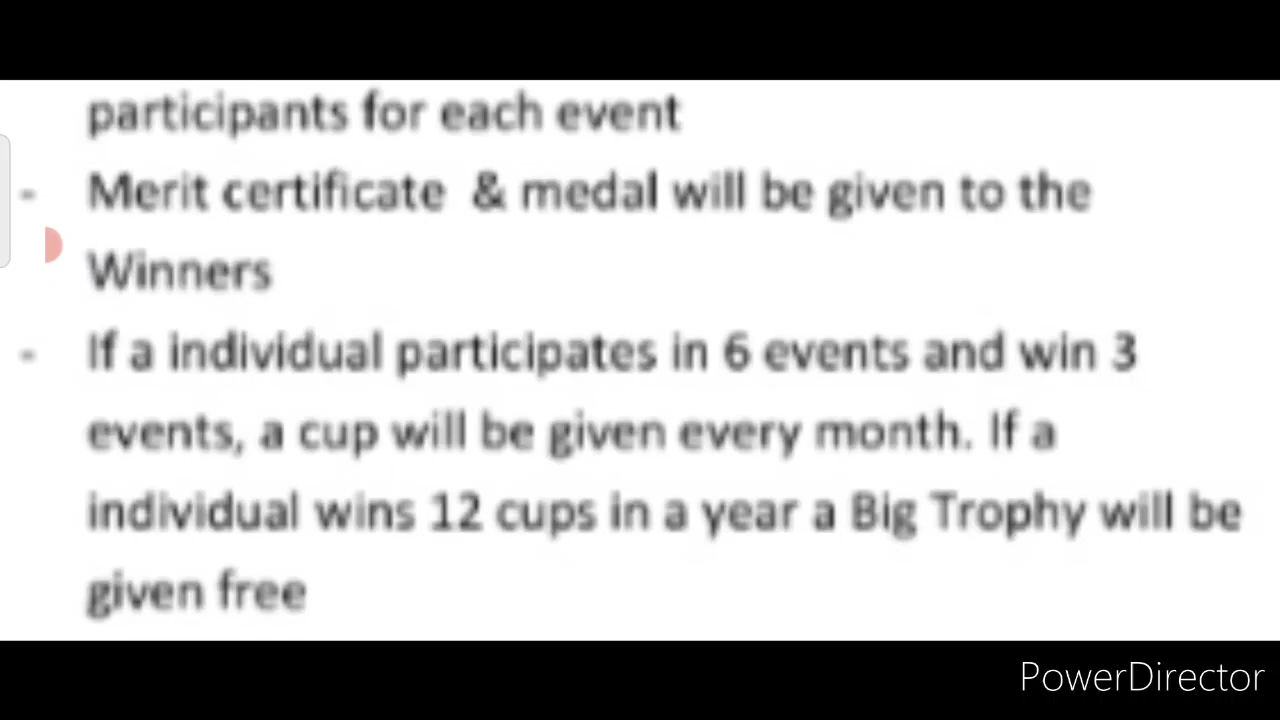 participants for each event
- Merit certificate & medal will be given to the
Winners
- If a individual participates in 6 events and win 3
events, a cup will be given every month. If a
individual wins 12 cups in a year a Big Trophy will be
given free
PowerDirector